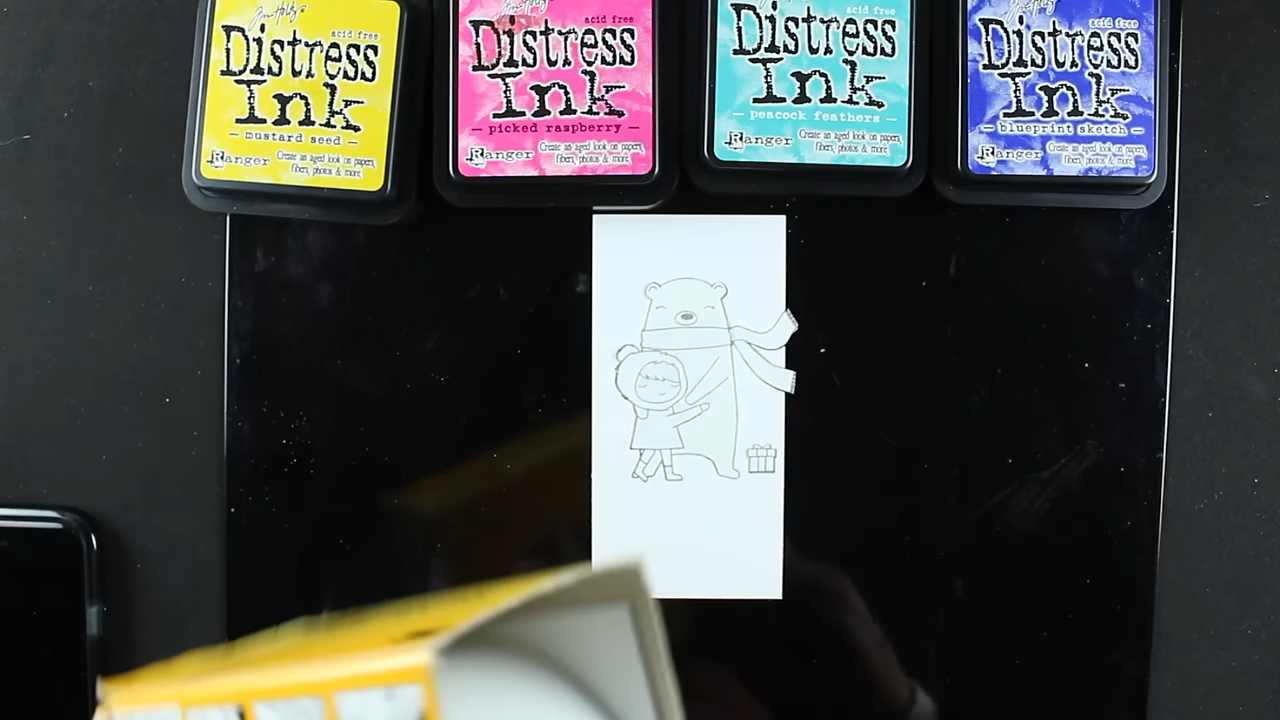 Tim Holtz
acid free
Distress
Ink
— mustard seed —
Ranger
Create an aged look on papers,
fibers, photos & more.
acid free
Distress
Ink
— picked raspberry —
Ranger
Create an aged look on papers,
fibers, photos & more.
acid free
Distress
Ink
— peacock feathers —
Ranger
Create an aged look on papers,
fibers, photos & more.
acid free
Distress
Ink
— blueprint sketch —
Ranger
Create an aged look on papers,
fibers, photos & more.